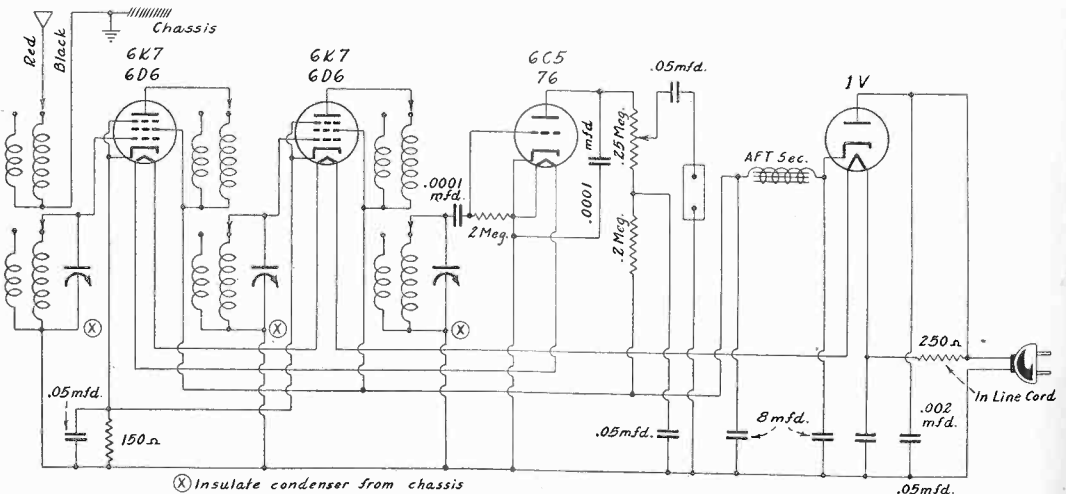 Chassis
Red
Black
6K7
6D6
6K7
6D6
6C5
76
.05mfd.
1V
.25 Meg.
.0001 mfd
AFT Sec.
.0001
mfd.
2 Meg.
.2 Meg.
X
X
X
250Ω
In Line Cord
.05mfd.
150Ω
.05mfd.
8mfd.
.002
mfd.
.05mfd.
X Insulate condenser from chassis